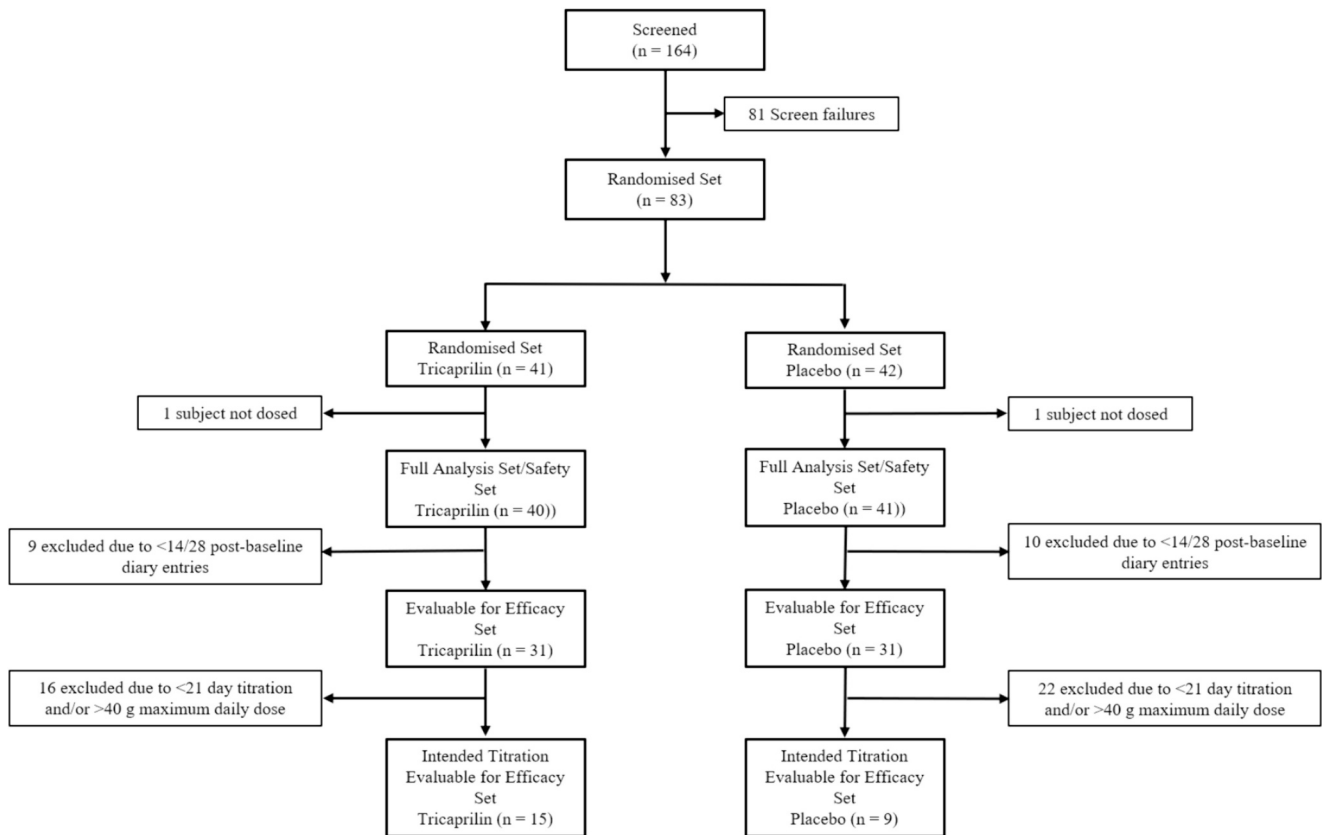 Screened
(n = 164)
81 Screen failures
Randomised Set
(n = 83)
Randomised Set
Tricaprilin (n = 41)
Randomised Set
Placebo (n = 42)
1 subject not dosed
1 subject not dosed
Full Analysis Set/Safety
Set
Tricaprilin (n = 40))
Full Analysis Set/Safety
Set
Placebo (n = 41))
9 excluded due to <14/28 post-baseline
diary entries
10 excluded due to <14/28 post-baseline
diary entries
Evaluable for Efficacy
Set
Tricaprilin (n = 31)
Evaluable for Efficacy
Set
Placebo (n = 31)
16 excluded due to <21 day titration
and/or >40 g maximum daily dose
22 excluded due to <21 day titration
and/or >40 g maximum daily dose
Intended Titration
Evaluable for Efficacy
Set
Tricaprilin (n = 15)
Intended Titration
Evaluable for Efficacy
Set
Placebo (n = 9)